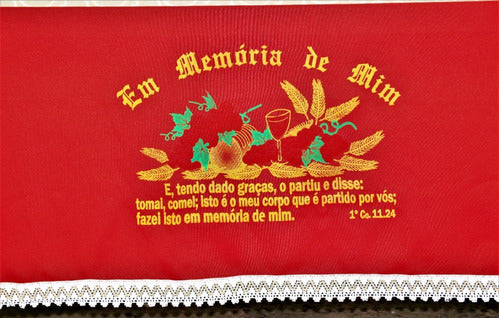 Em Memória de Mim
E, tendo dado graças, o partiu e disse:
tomai, comei; isto é o meu corpo que é partido por vós;
fazei isto em memória de mim.
1ª Co. 11.24